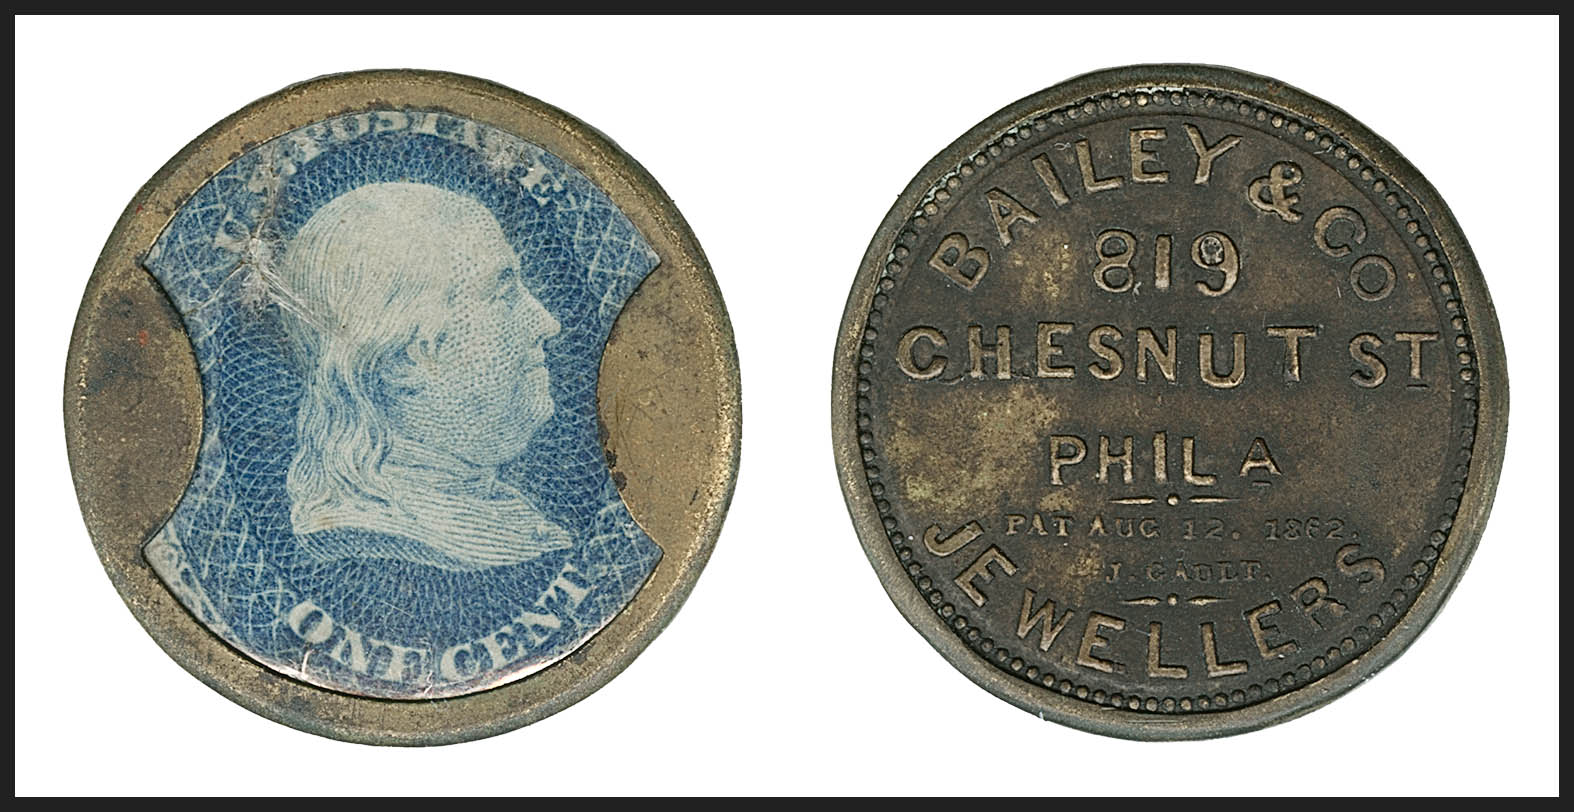 U.S. POSTAGE
ONE CENT.
BAILEY & CO
819
CHESNUT ST
PHILA
PAT AUG 12. 1862.
J. GAULT.
JEWELLERS